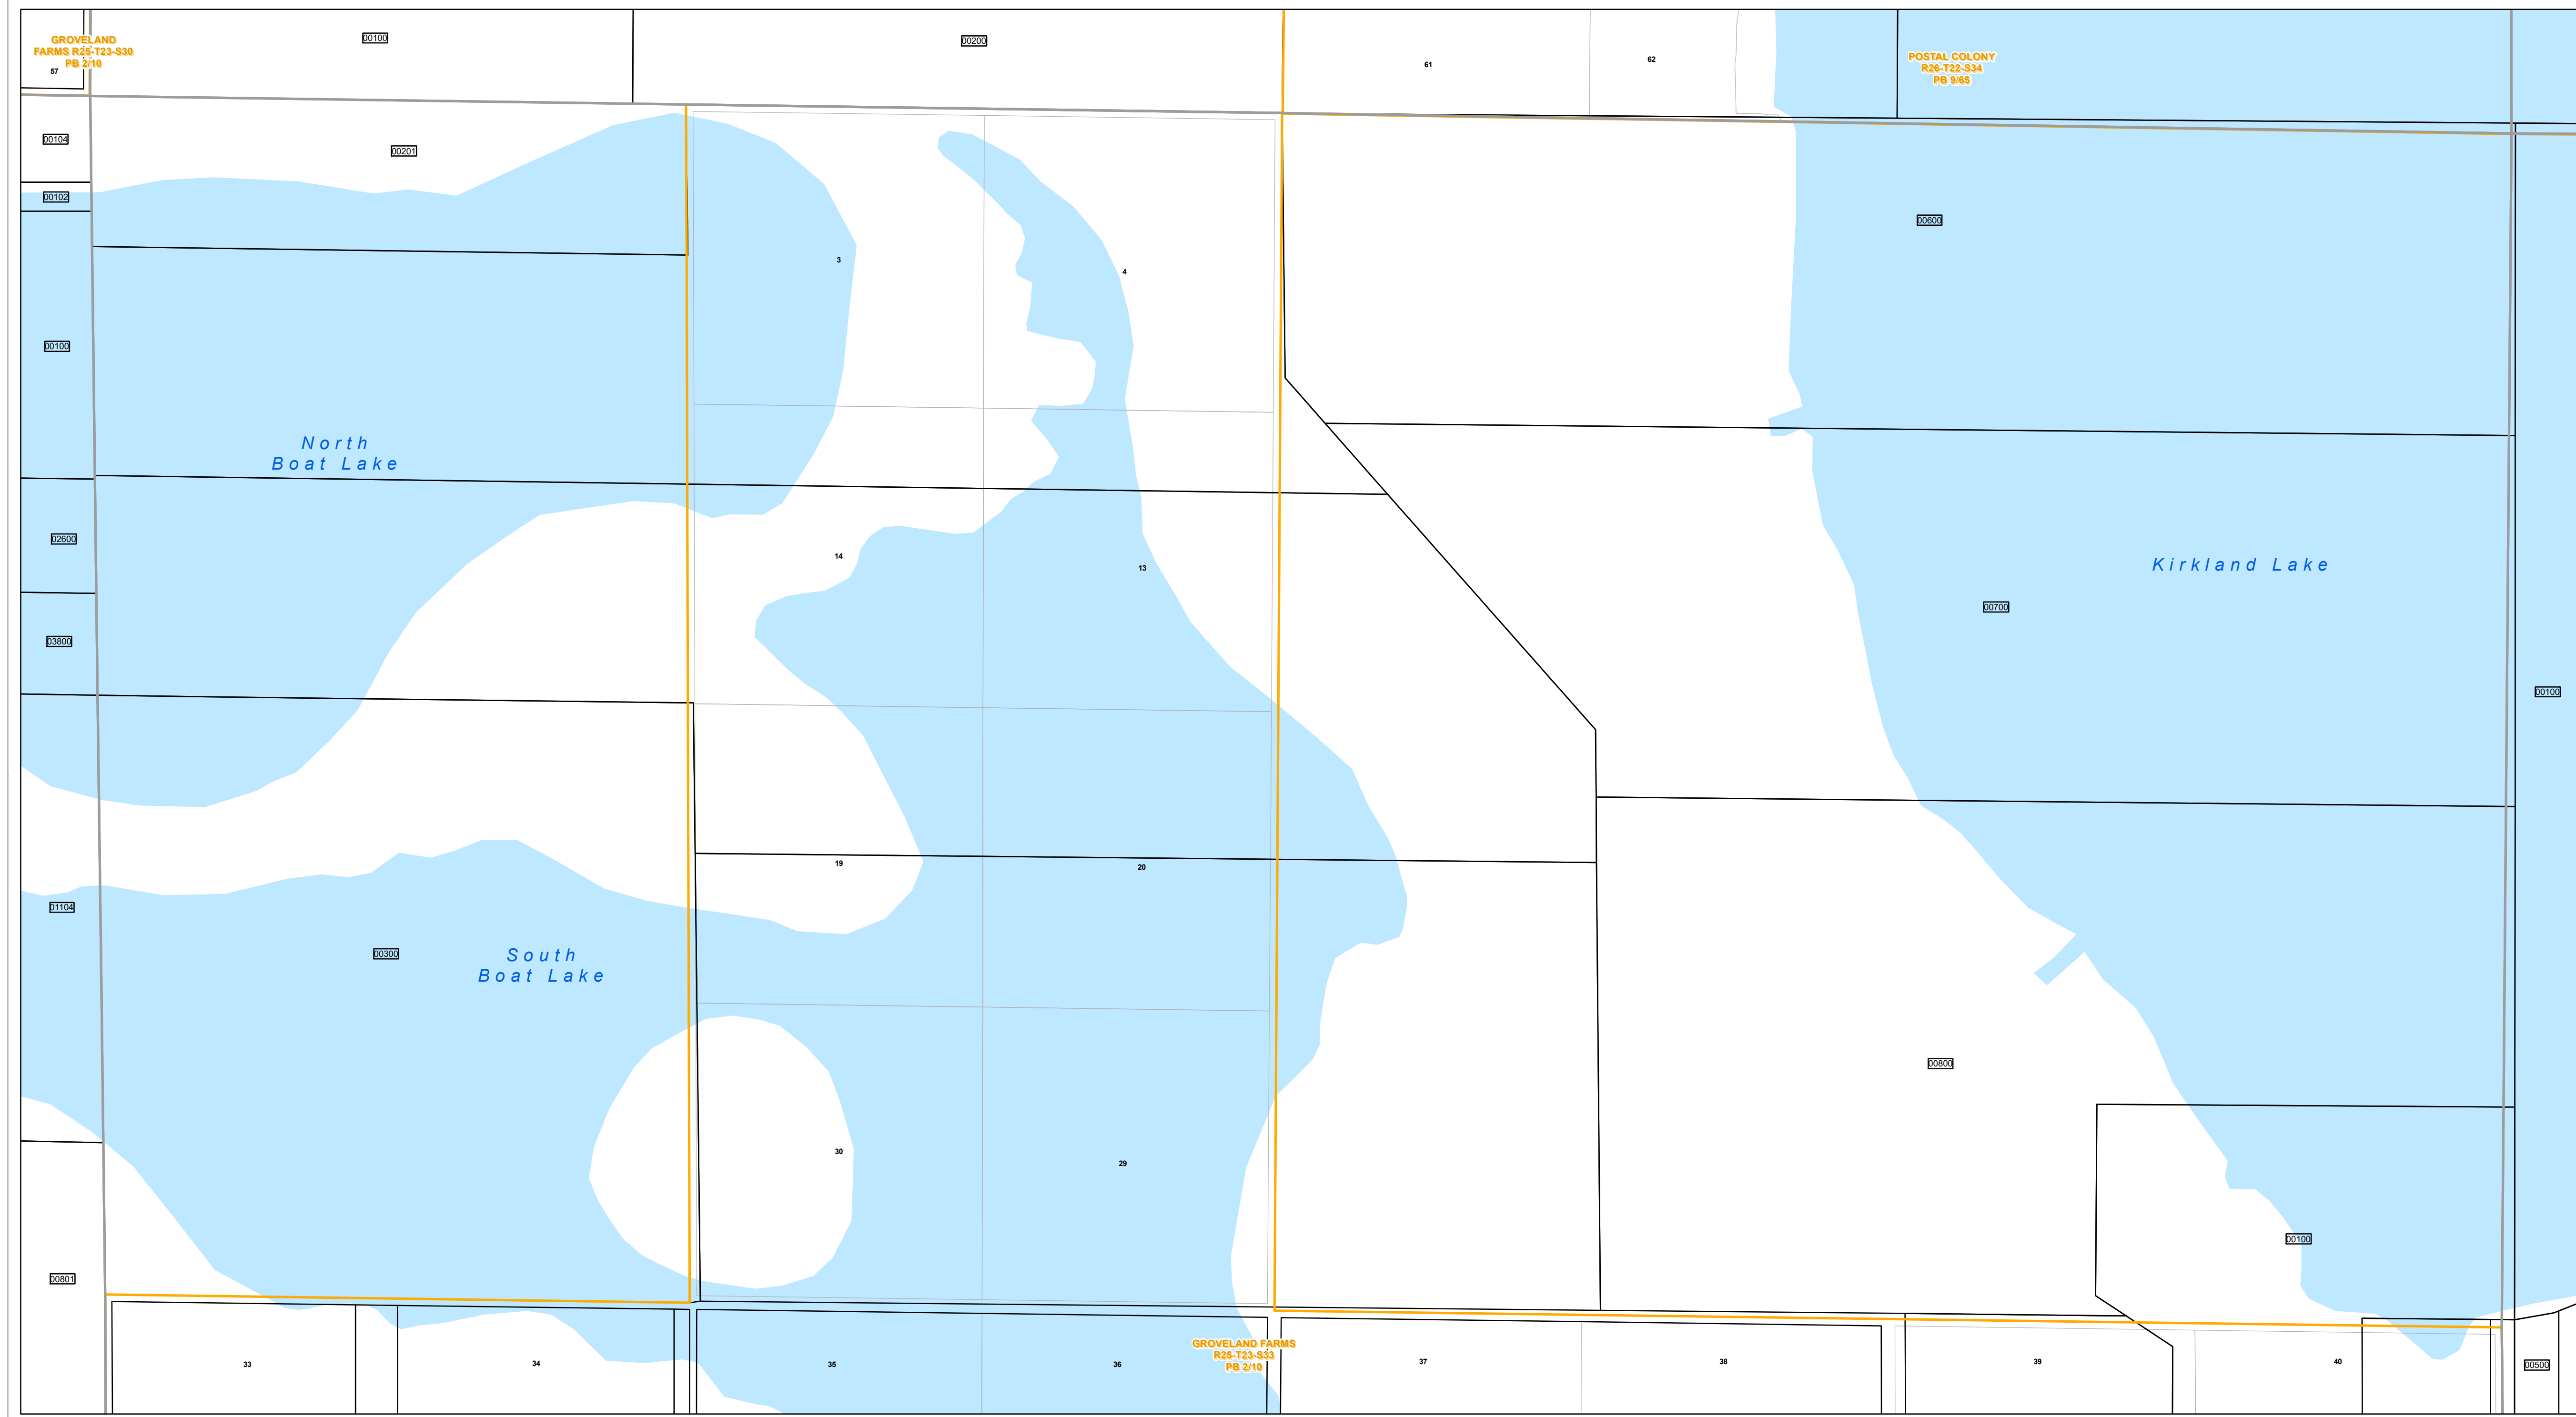 GROVELAND
FARMS R25-T23-S30
PB 2/10
57
00100
00200
61
62
POSTAL COLONY
R26-T22-S34
PB 9/65
00104
00201
00102
00600
3
4
00100
North
Boat Lake
02600
14
13
Kirkland Lake
00700
03800
00100
19
20
01104
00300
South
Boat Lake
00800
30
29
00100
00801
GROVELAND FARMS
R25-T23-S33
PB 2/10
33
34
35
36
37
38
39
40
00500